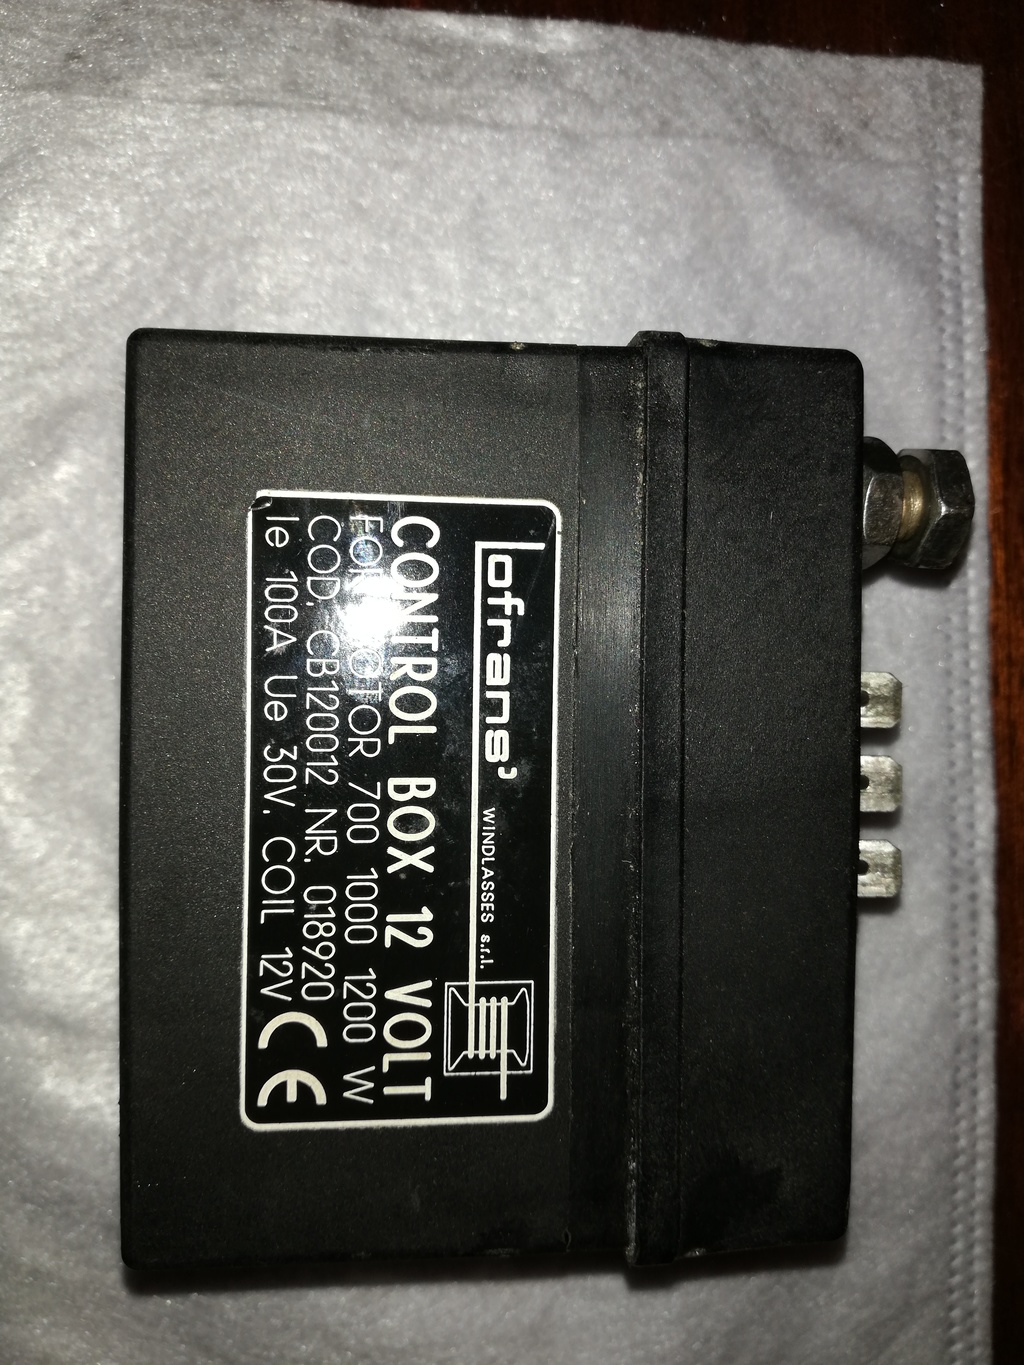 Lofrans' WINDLASSES s.r.l.
CONTROL BOX 12 VOLT
FOR MOTOR 700 1000 1200 W
COD. CB120012 NR. 018920
Ie 100A Ue 30V. COIL 12V CE